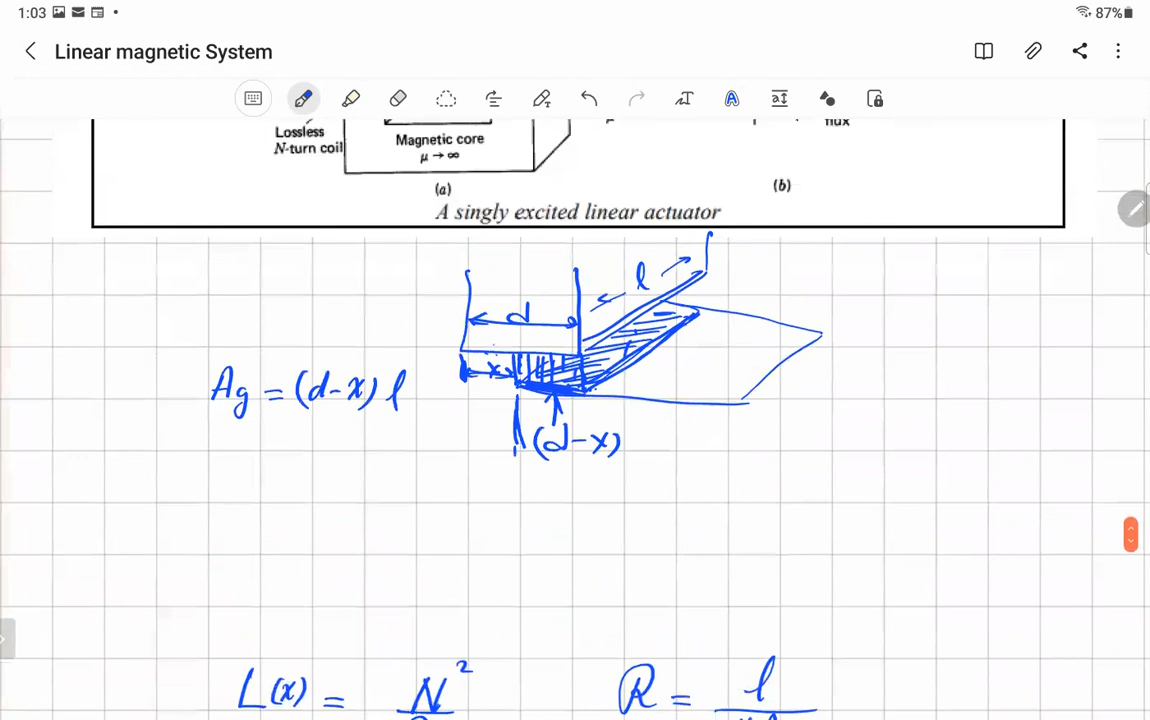 1:03
87%
Linear magnetic System
Lossless
N-turn coil
Magnetic core
μ → ∞
flux
(a)
(b)
A singly excited linear actuator
l
d
x
Ag = (d-x) l
(d-x)
L(x) = N²
R = l